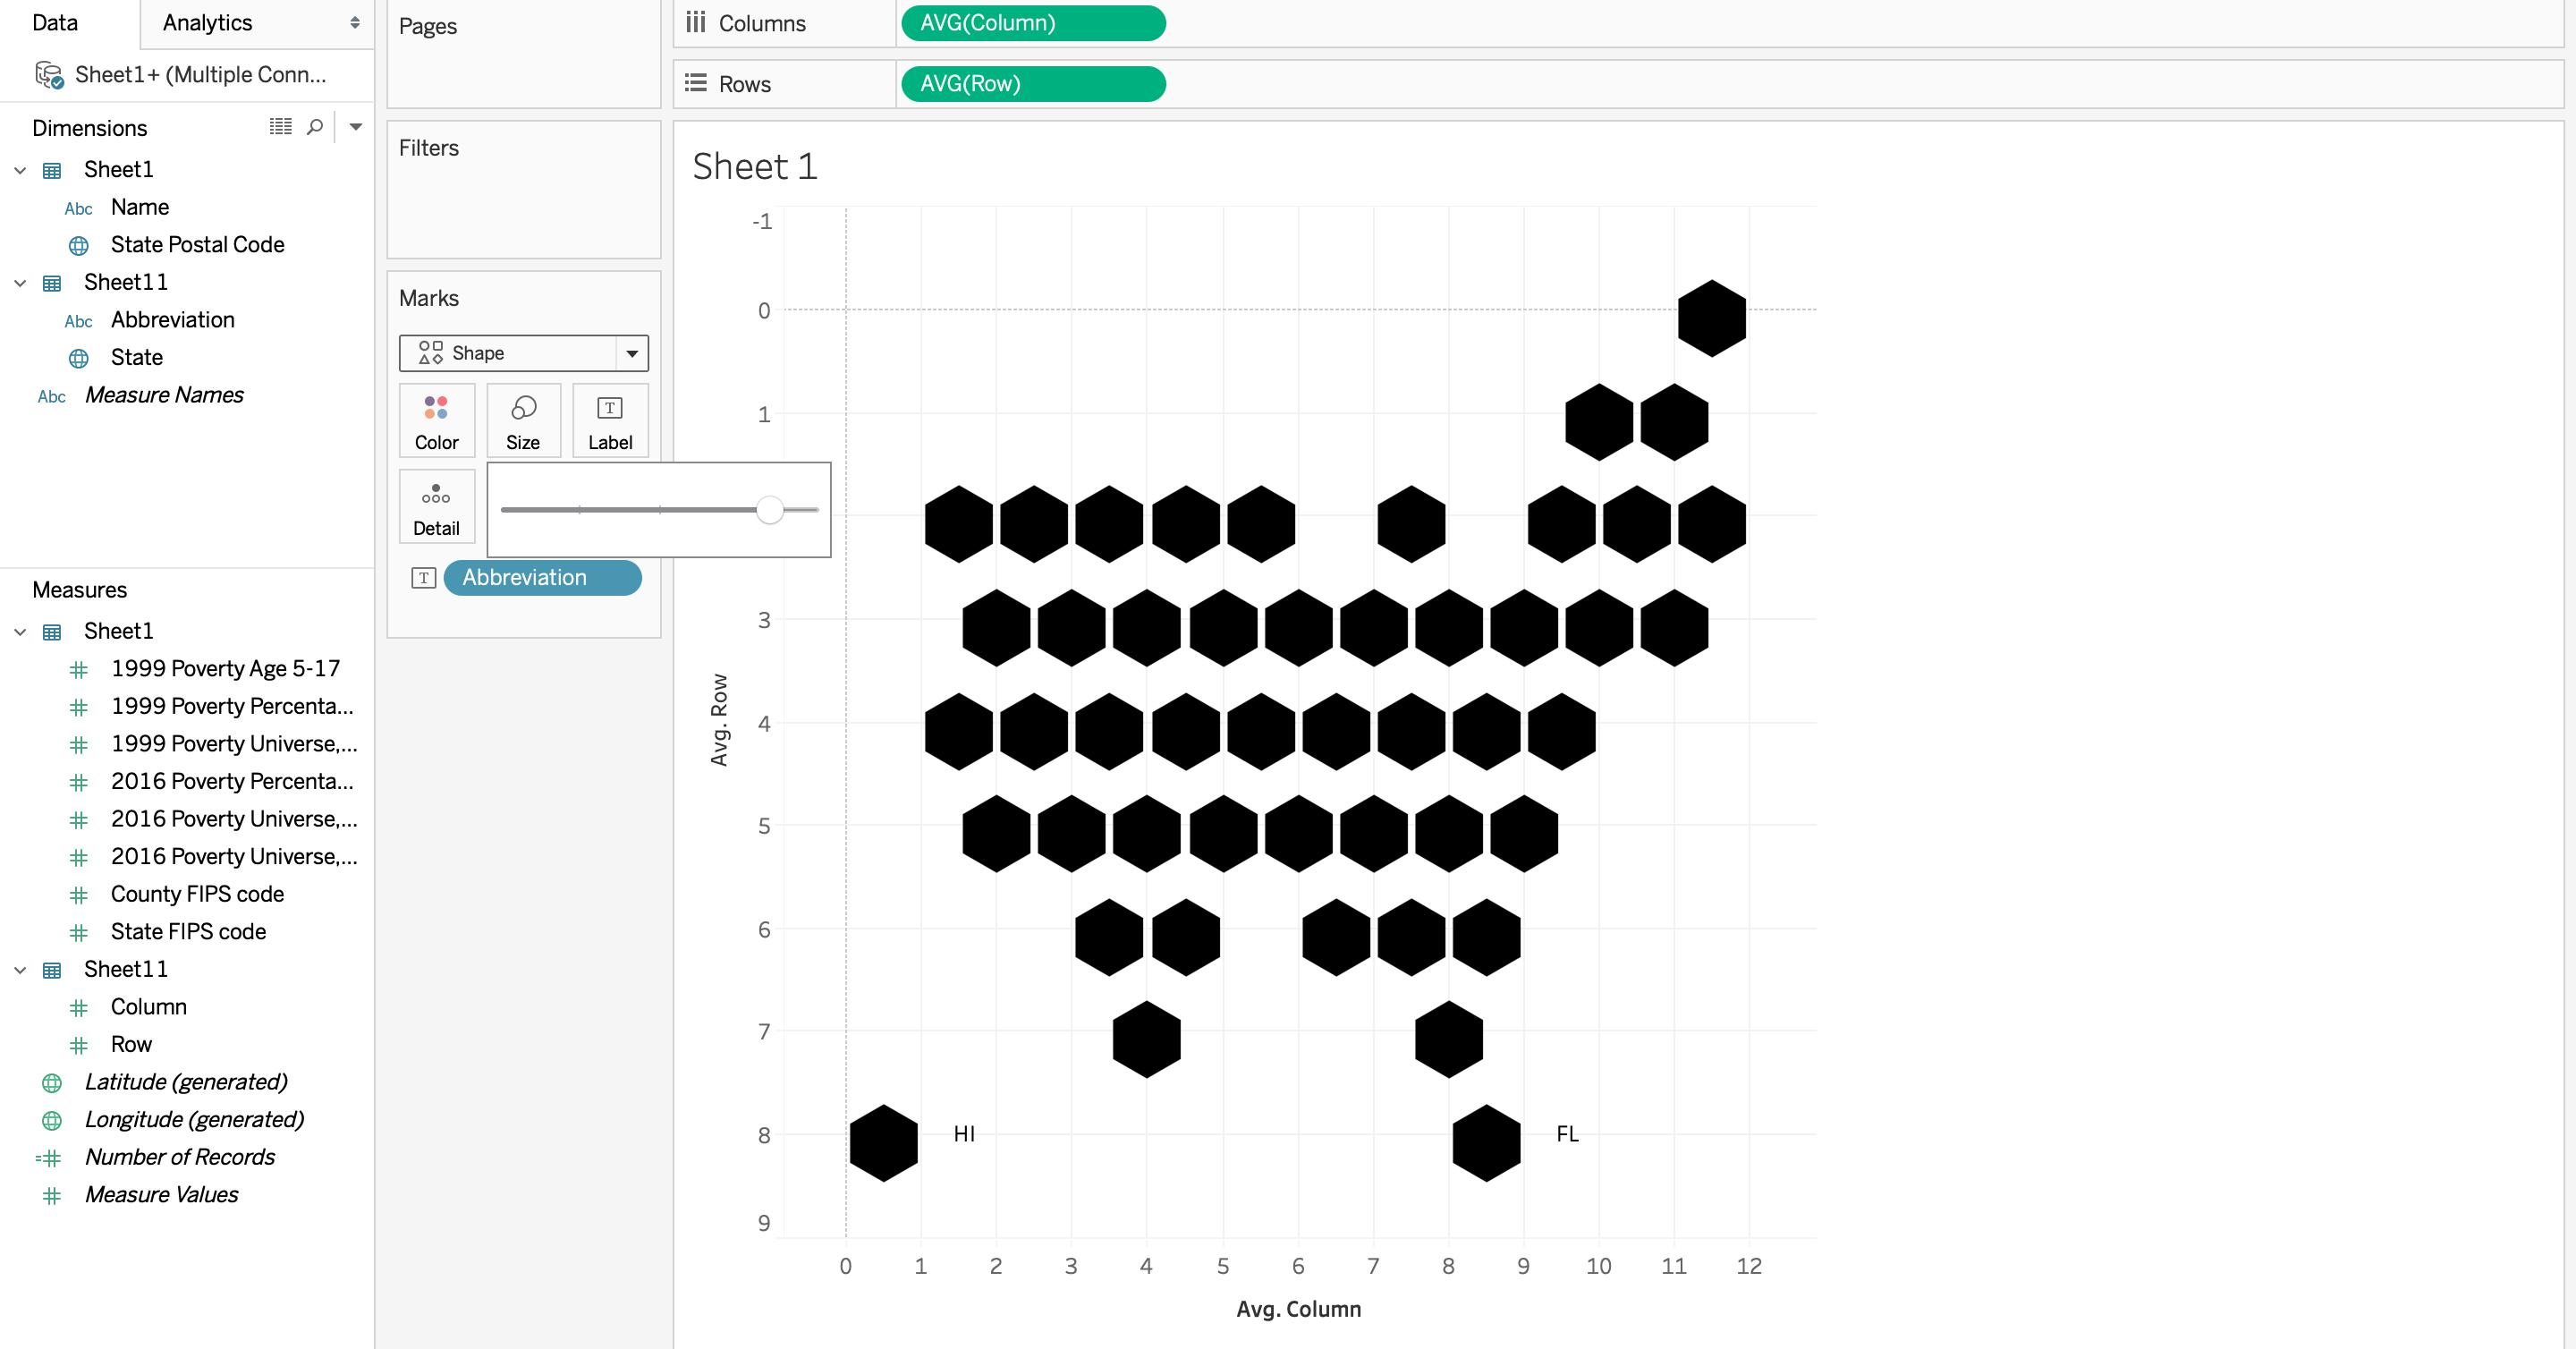 Data
Analytics
Sheet1+ (Multiple Conn...
Dimensions
Sheet1
Abc Name
State Postal Code
Sheet11
Abc Abbreviation
State
Abc Measure Names
Measures
Sheet1
1999 Poverty Age 5-17
1999 Poverty Percenta...
1999 Poverty Universe,...
2016 Poverty Percenta...
2016 Poverty Universe,...
2016 Poverty Universe,...
County FIPS code
State FIPS code
Sheet11
Column
Row
Latitude (generated)
Longitude (generated)
Number of Records
Measure Values
Pages
Filters
Marks
Shape
Color
Size
T
Label
Detail
T Abbreviation
Columns
AVG(Column)
Rows
AVG(Row)
Sheet 1
-1
0
1
3
4
5
6
7
8
9
Avg. Row
HI
FL
0 1 2 3 4 5 6 7 8 9 10 11 12
Avg. Column